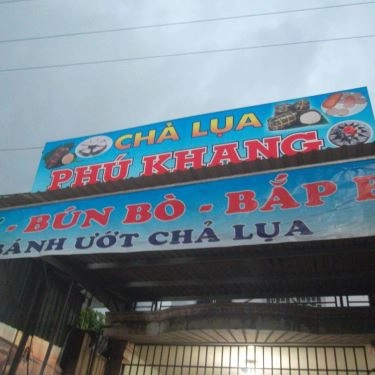 CHẢ LỤA
PHÚ KHANG
- BÚN BÒ - BẮP
BÁNH ƯỚT CHẢ LỤA